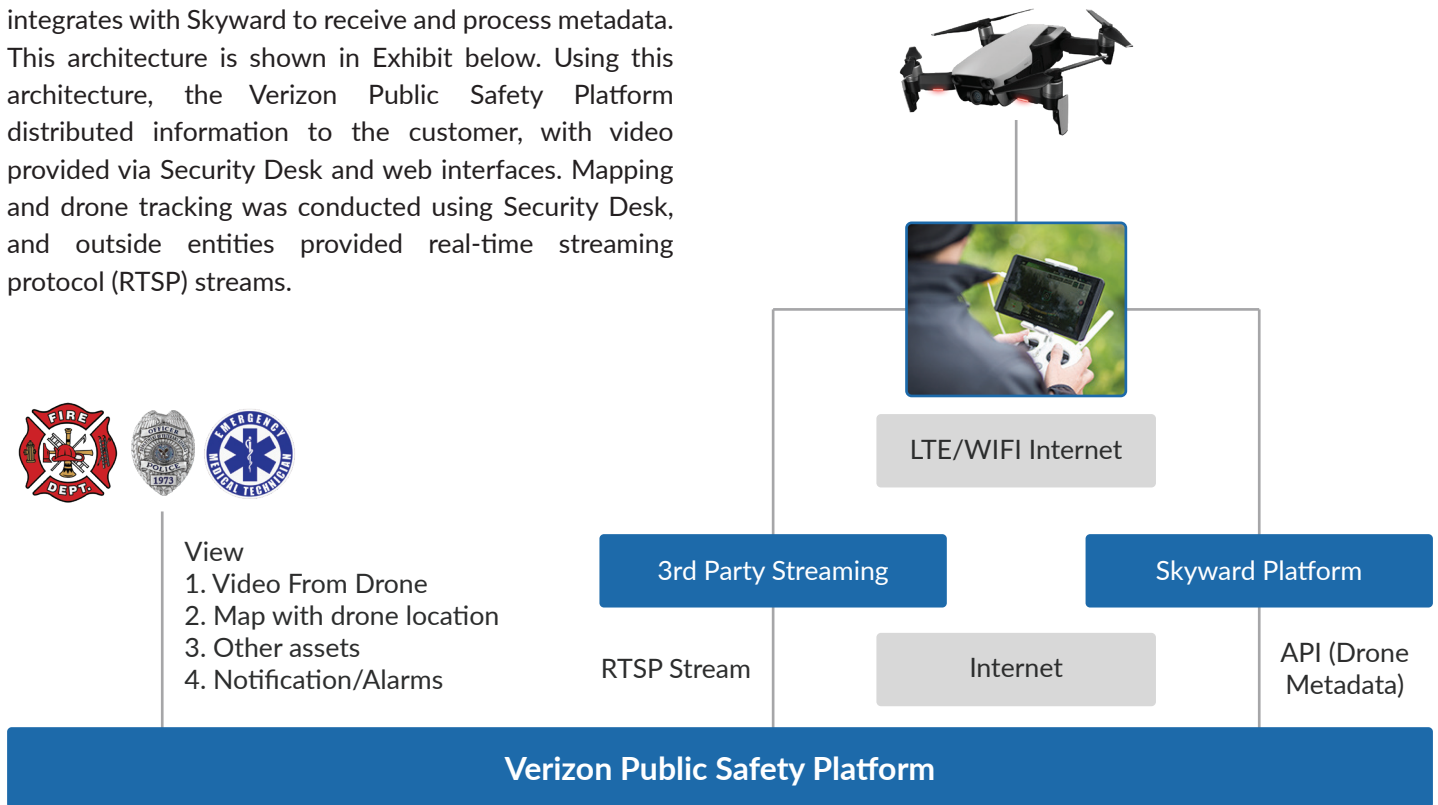 integrates with Skyward to receive and process metadata.
This architecture is shown in Exhibit below. Using this
architecture, the Verizon Public Safety Platform
distributed information to the customer, with video
provided via Security Desk and web interfaces. Mapping
and drone tracking was conducted using Security Desk,
and outside entities provided real-time streaming
protocol (RTSP) streams.
FIRE
DEPT.
OFFICER
POLICE
1973
EMERGENCY
MEDICAL TECHNICIAN
View
1. Video From Drone
2. Map with drone location
3. Other assets
4. Notification/Alarms
LTE/WIFI Internet
3rd Party Streaming
Skyward Platform
RTSP Stream
Internet
API (Drone
Metadata)
Verizon Public Safety Platform